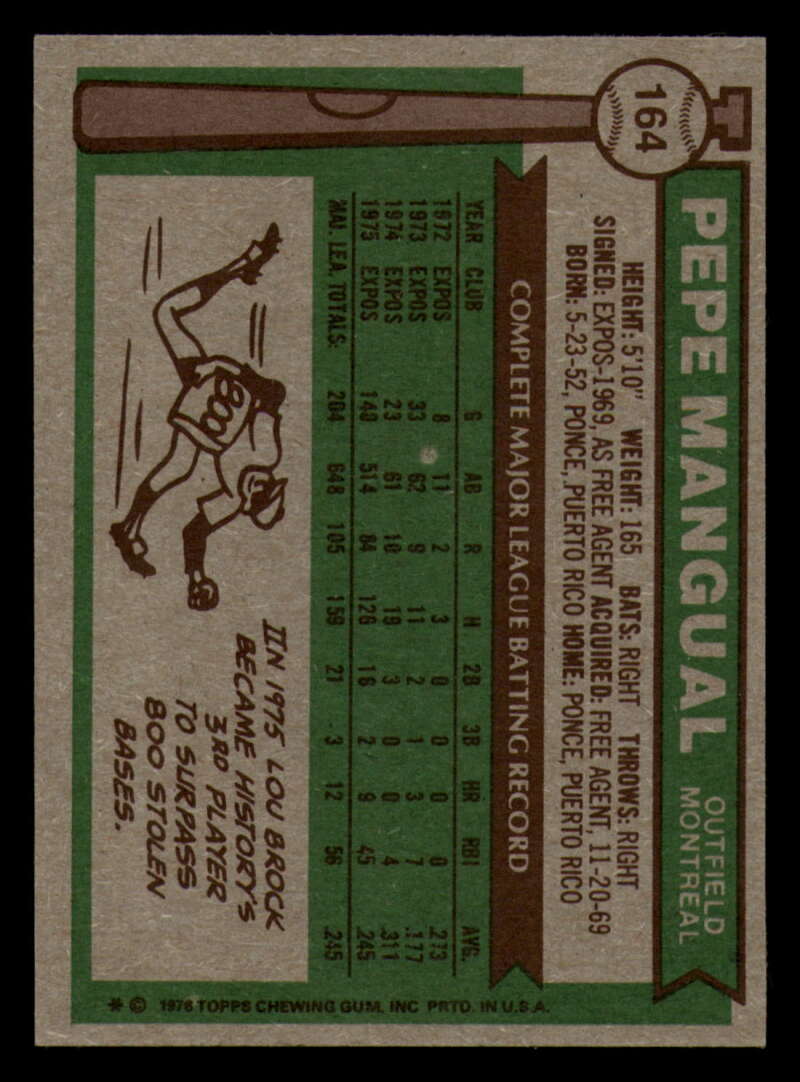 164
PEPE MANGUAL
OUTFIELD
MONTREAL
HEIGHT: 5'10" WEIGHT: 165 BATS: RIGHT THROWS: RIGHT
SIGNED: EXPOS-1969, AS FREE AGENT ACQUIRED: FREE AGENT, 11-20-69
BORN: 5-23-52, PONCE, PUERTO RICO HOME: PONCE, PUERTO RICO
COMPLETE MAJOR LEAGUE BATTING RECORD
YEAR CLUB G AB R H 2B 3B HR RBI AVG.
1972 EXPOS 8 11 2 3 0 0 0 0 .273
1973 EXPOS 33 62 9 11 2 1 3 7 .177
1974 EXPOS 23 61 10 19 3 0 0 4 .311
1975 EXPOS 140 514 84 126 16 2 9 45 .245
MAJ. LEA. TOTALS: 204 648 105 159 21 3 12 56 .245
800
IN 1975 LOU BROCK
BECAME HISTORY'S
3RD PLAYER
TO SURPASS
800 STOLEN
BASES.
* © 1976 TOPPS CHEWING GUM, INC PRTD. IN U.S.A.